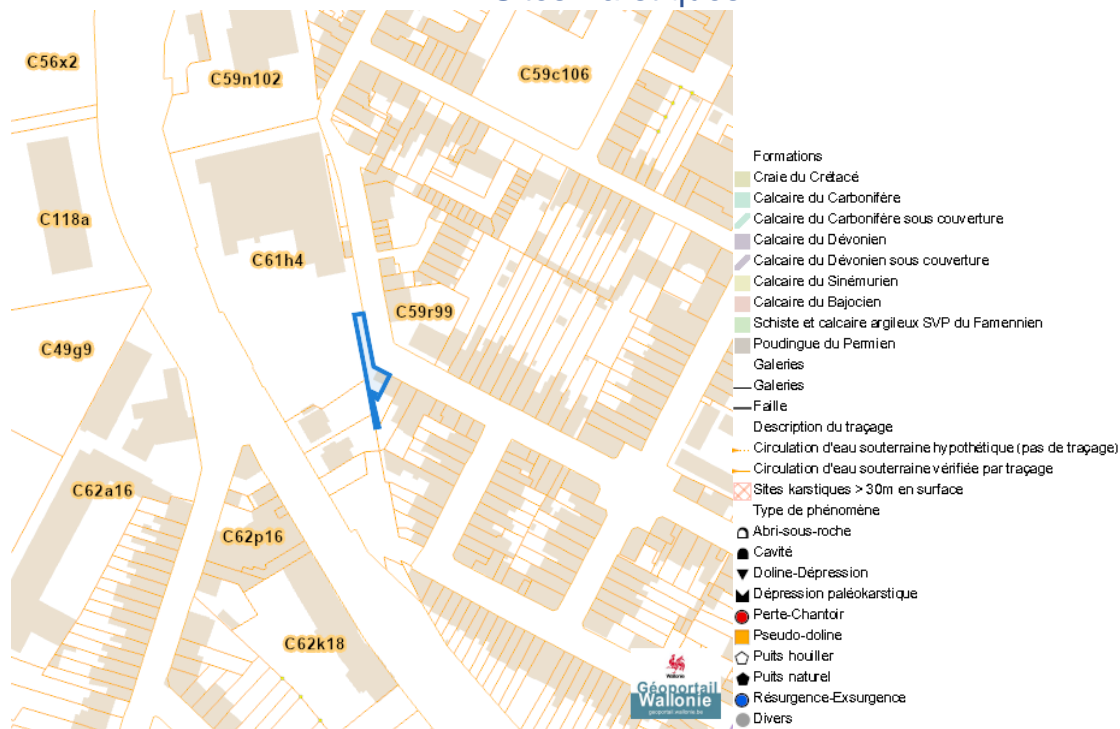 C56x2
C59n102
C59c106
C118a
C61h4
C59r99
C49g9
C62a16
C62p16
C62k18
Wallonie
Géoportail
Wallonie
geoportail.wallonie.be
Formations
Craie du Crétacé
Calcaire du Carbonifère
Calcaire du Carbonifère sous couverture
Calcaire du Dévonien
Calcaire du Dévonien sous couverture
Calcaire du Sinémurien
Calcaire du Bajocien
Schiste et calcaire argileux SVP du Famennien
Poudingue du Permien
Galeries
Galeries
Faille
Description du traçage
Circulation d'eau souterraine hypothétique (pas de traçage)
Circulation d'eau souterraine vérifiée par traçage
Sites karstiques > 30m en surface
Type de phénomène
Abri-sous-roche
Cavité
Doline-Dépression
Dépression paléokarstique
Perte-Chantoir
Pseudo-doline
Puits houiller
Puits naturel
Résurgence-Exsurgence
Divers